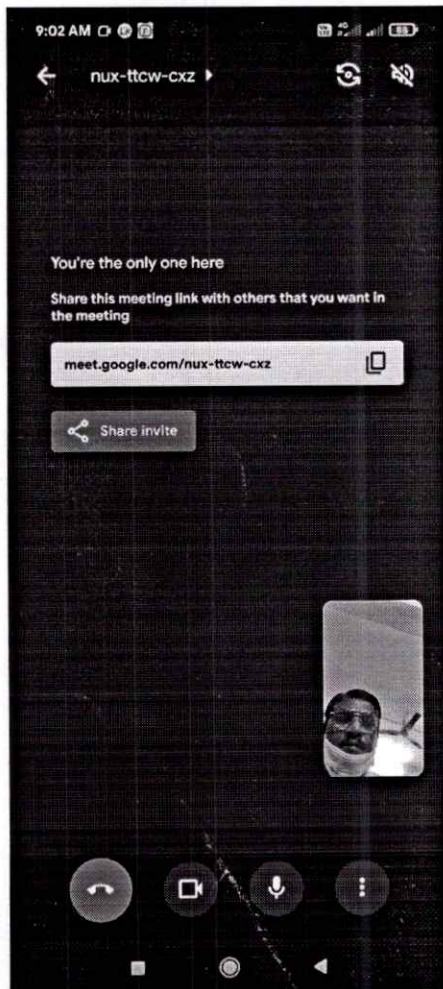 9:02 AM
nux-ttcw-cxz
You're the only one here
Share this meeting link with others that you want in
the meeting
meet.google.com/nux-ttcw-cxz
Share invite